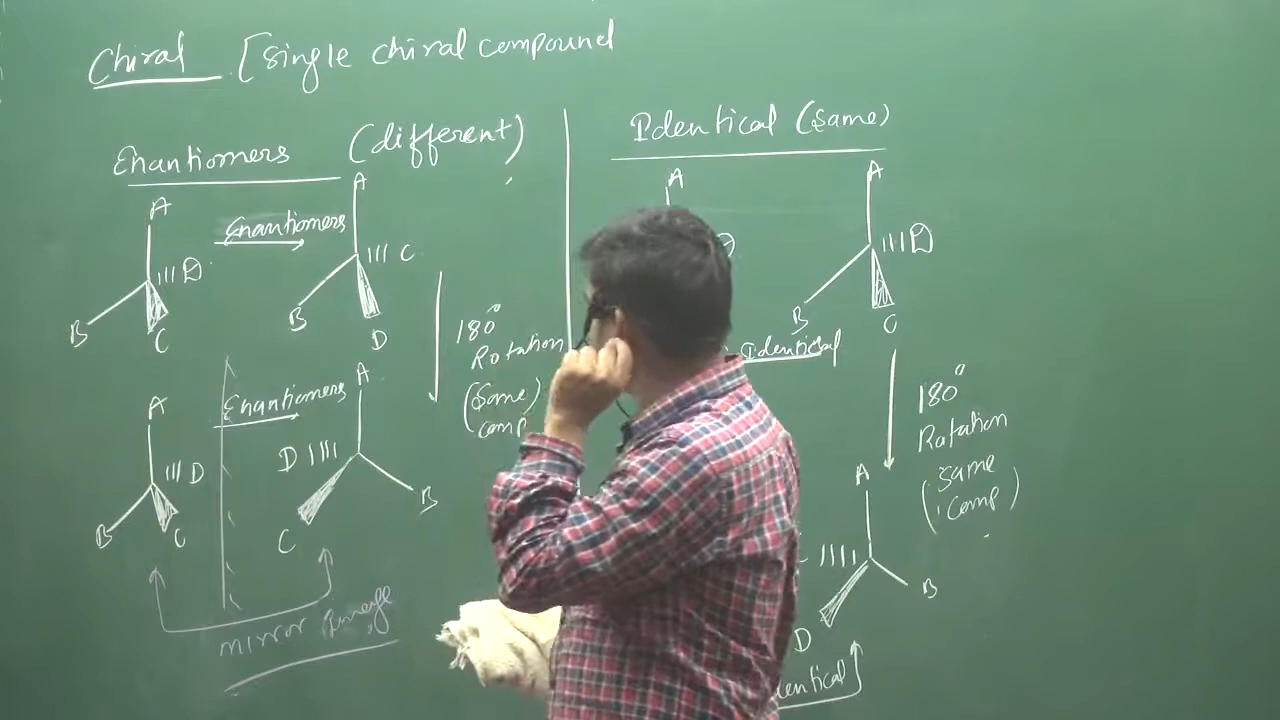 Chiral [Single chiral compound
Enantiomers (different)
A
D
B
C
Enantiomers
A
C
B
D
180°
Rotation
(Same)
comp
A
D
B
C
Enantiomers
A
D
B
C
mirror Image
Identical (Same)
A
A
D
B
C
Identical
180°
Rotation
(Same
comp)
A
B
D